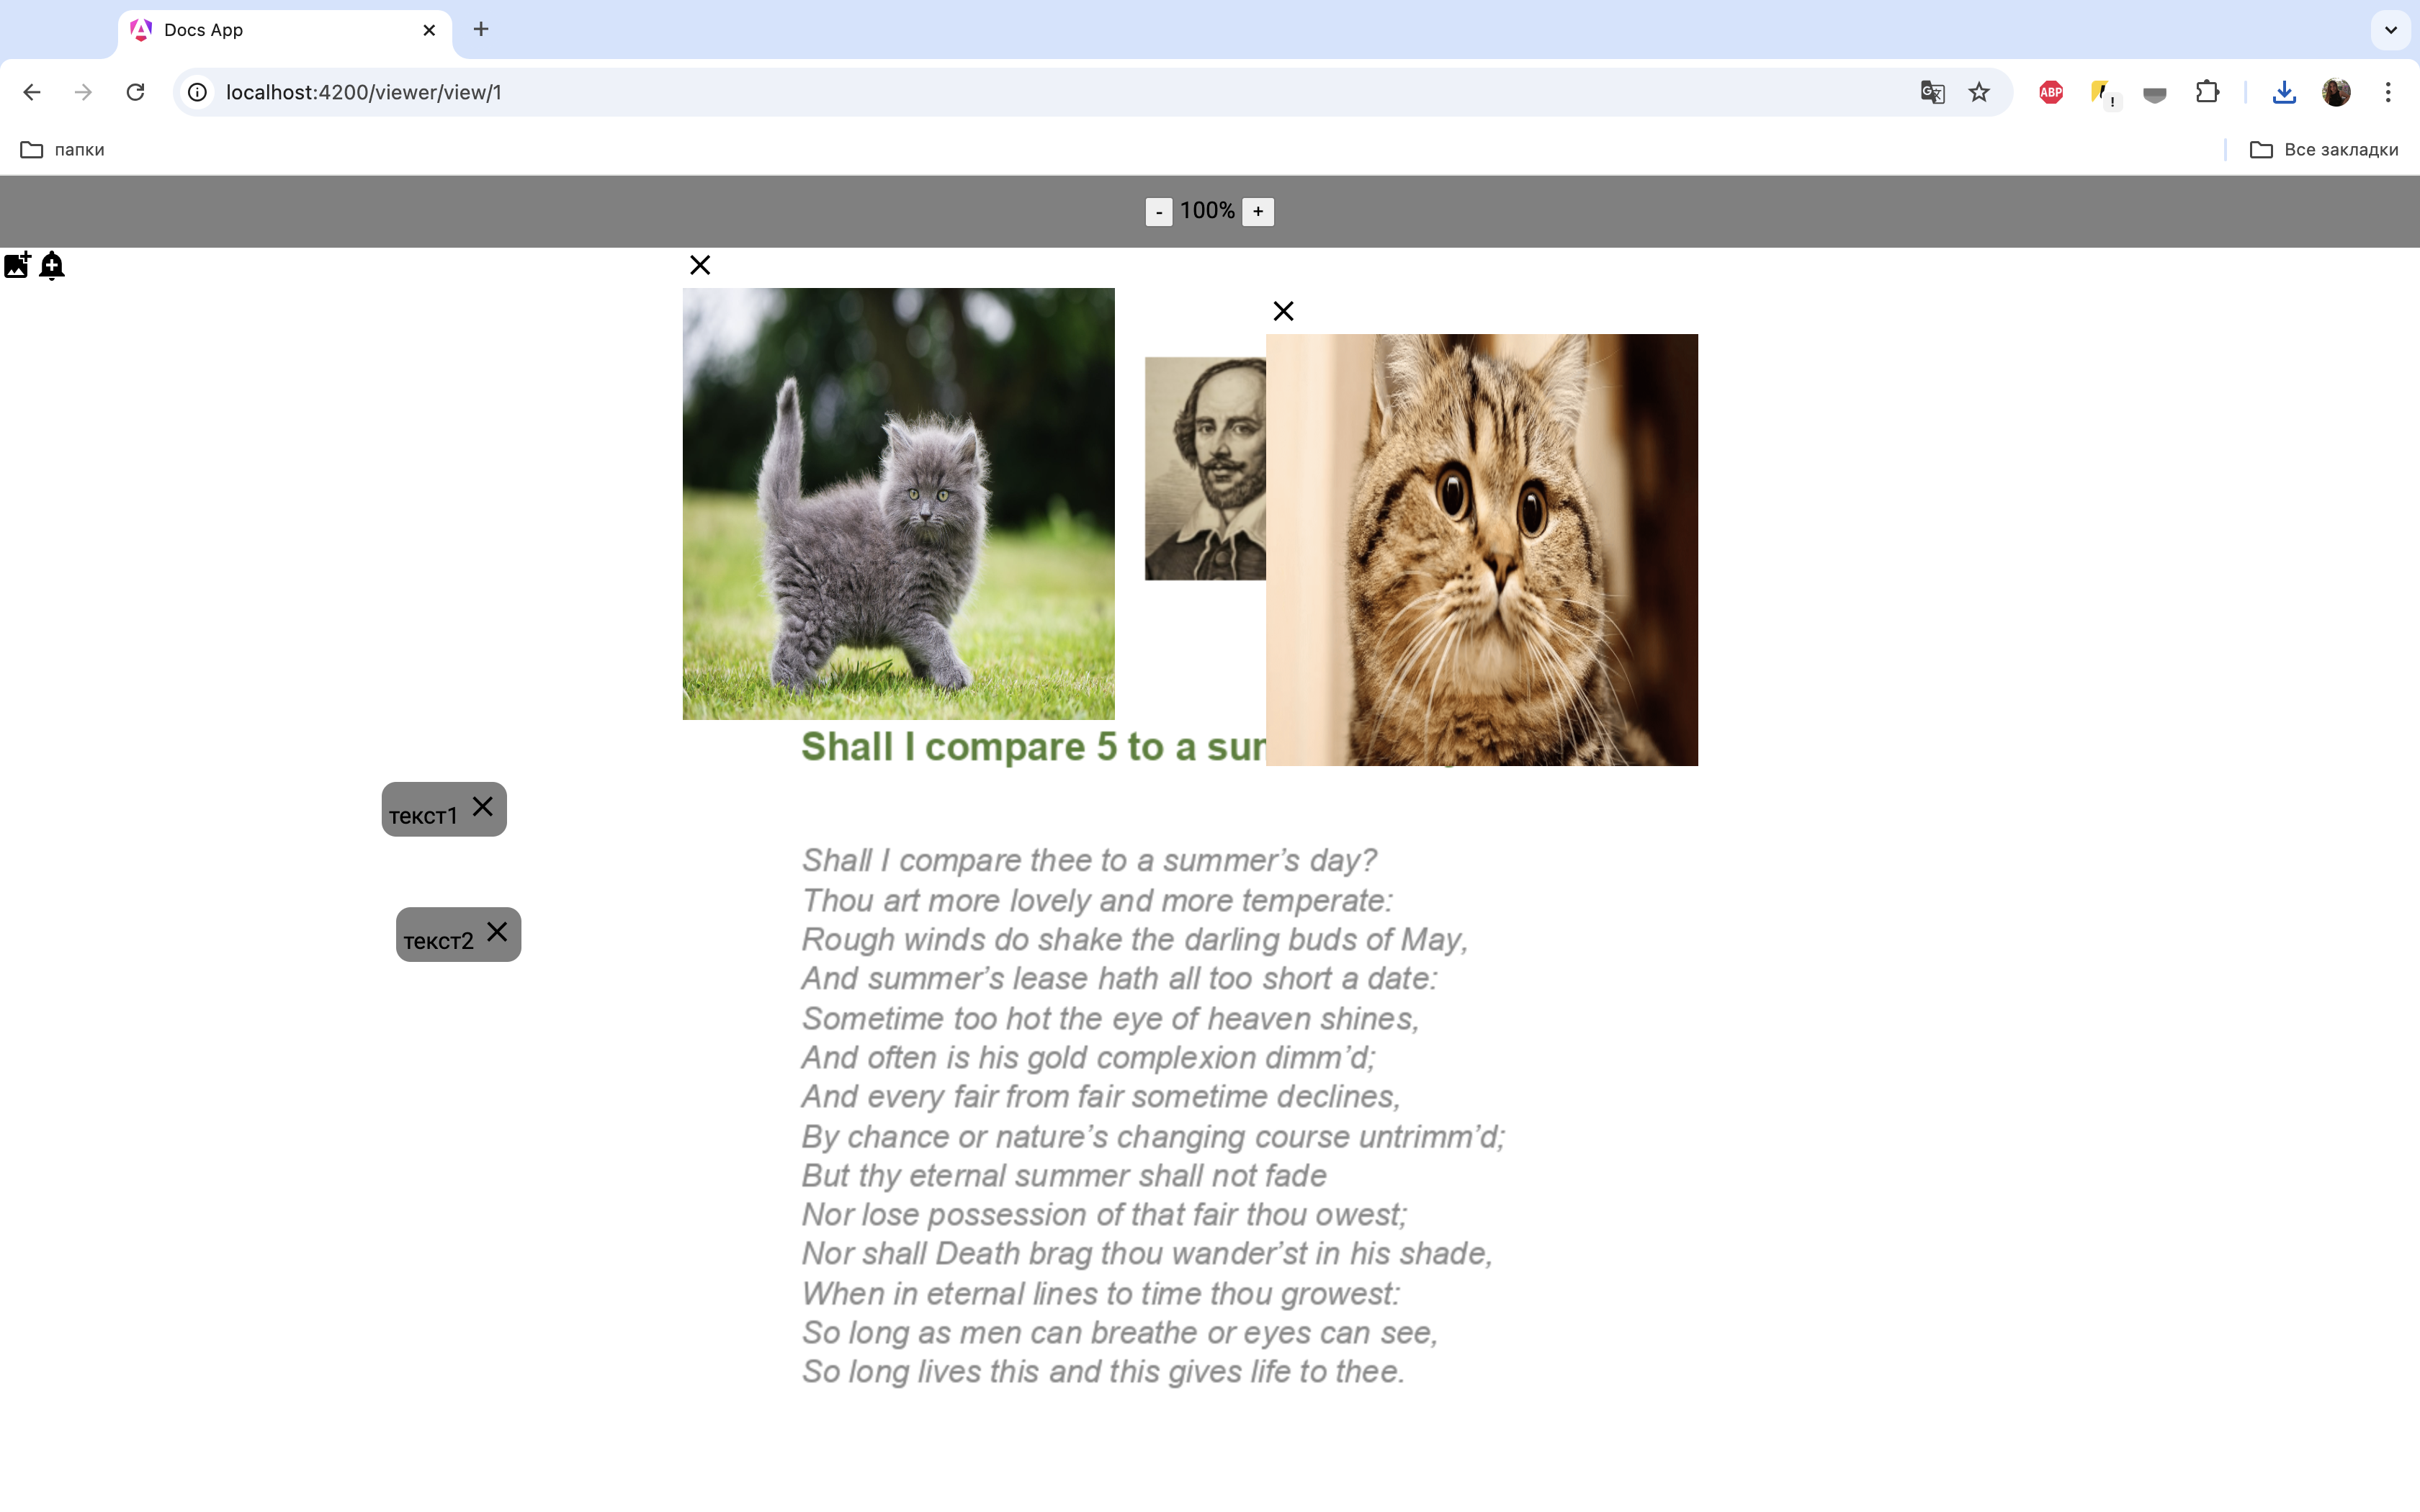 Docs App
localhost:4200/viewer/view/1
ABP
!
папки
Все закладки
- 100% +
Shall I compare 5 to a sun
текст1
текст2
Shall I compare thee to a summer’s day?
Thou art more lovely and more temperate:
Rough winds do shake the darling buds of May,
And summer’s lease hath all too short a date:
Sometime too hot the eye of heaven shines,
And often is his gold complexion dimm’d;
And every fair from fair sometime declines,
By chance or nature’s changing course untrimm’d;
But thy eternal summer shall not fade
Nor lose possession of that fair thou owest;
Nor shall Death brag thou wander’st in his shade,
When in eternal lines to time thou growest:
So long as men can breathe or eyes can see,
So long lives this and this gives life to thee.